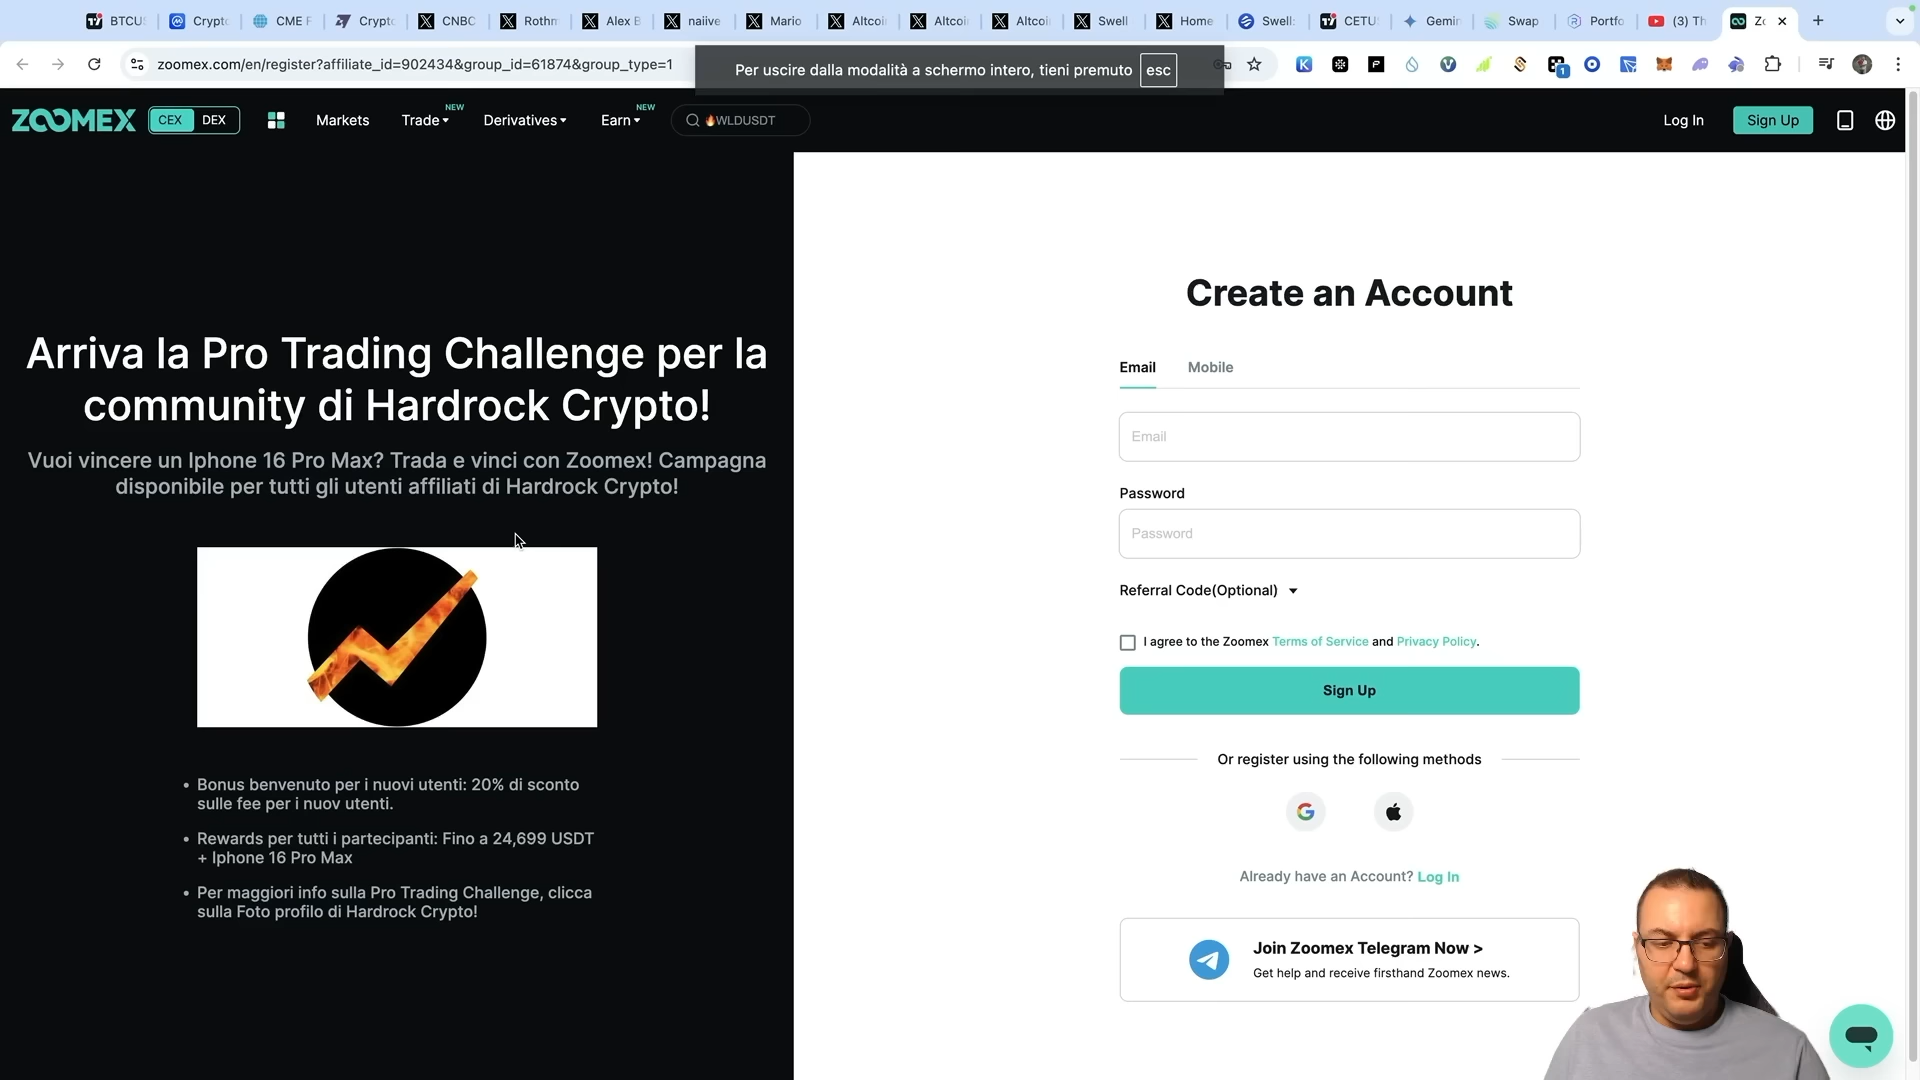 BTCUS
Crypto
CME F
Crypto
CNBC
Rothm
Alex B
naiive
Mario
Altcoi
Altcoi
Altcoi
Swell
Home
Swell:
CETU
Gemin
Swap
Portfo
(3) Th
Zo
zoomex.com/en/register?affiliate_id=902434&group_id=61874&group_type=1
Per uscire dalla modalità a schermo intero, tieni premuto esc
1
ZOOMEX
CEX
DEX
Markets
Trade
NEW
Derivatives
Earn
NEW
WLDUSDT
Log In
Sign Up
Arriva la Pro Trading Challenge per la
community di Hardrock Crypto!
Vuoi vincere un Iphone 16 Pro Max? Trada e vinci con Zoomex! Campagna
disponibile per tutti gli utenti affiliati di Hardrock Crypto!
• Bonus benvenuto per i nuovi utenti: 20% di sconto
sulle fee per i nuov utenti.
• Rewards per tutti i partecipanti: Fino a 24,699 USDT
+ Iphone 16 Pro Max
• Per maggiori info sulla Pro Trading Challenge, clicca
sulla Foto profilo di Hardrock Crypto!
Create an Account
Email
Mobile
Email
Password
Password
Referral Code(Optional)
I agree to the Zoomex Terms of Service and Privacy Policy.
Sign Up
Or register using the following methods
Already have an Account? Log In
Join Zoomex Telegram Now >
Get help and receive firsthand Zoomex news.